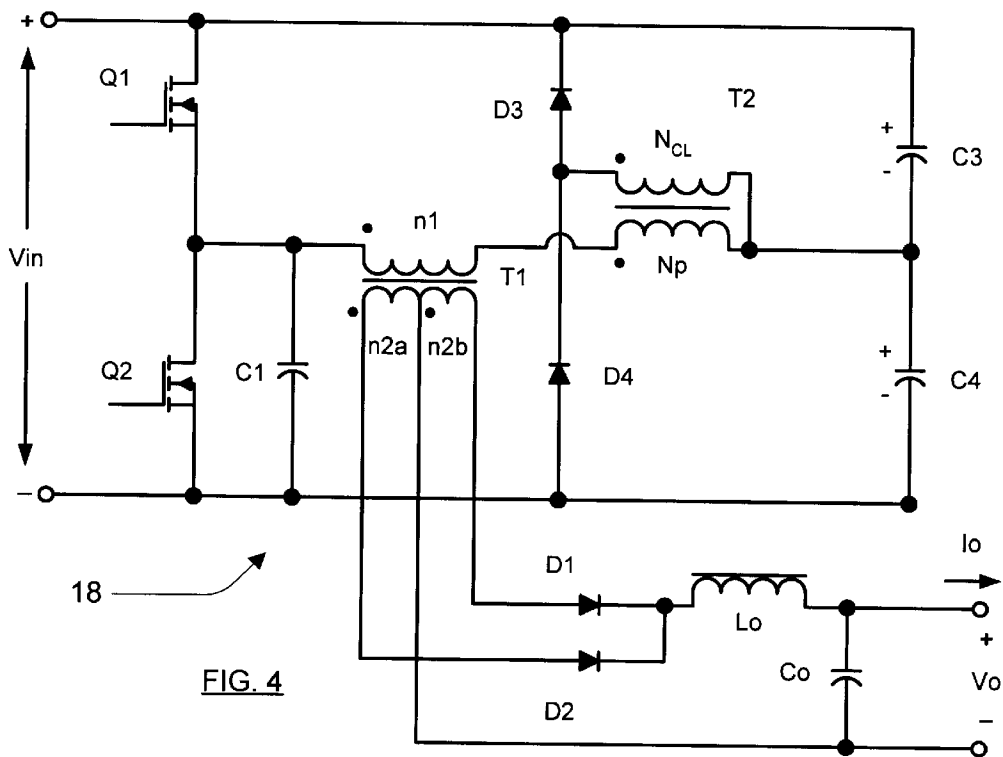 +
Q1
D3
T2
N_CL
+
-
C3
n1
Vin
T1
Np
n2a
n2b
Q2
C1
D4
+
-
C4
–
18
D1
Io
Lo
+
Co
Vo
FIG. 4
D2
–